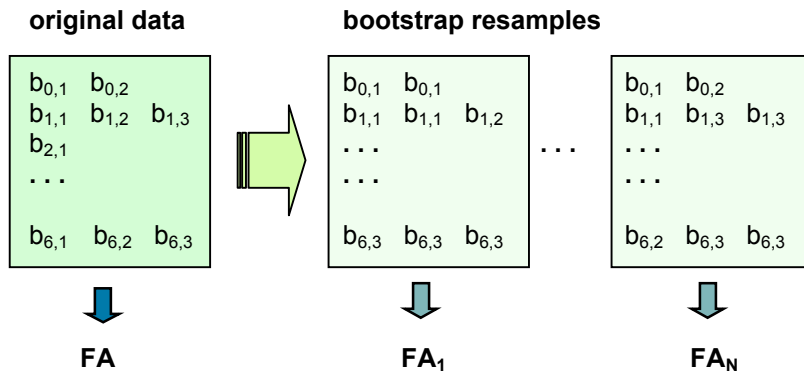 original data
bootstrap resamples
b0,1 b0,2
b1,1 b1,2 b1,3
b2,1
. . .
b6,1 b6,2 b6,3
b0,1 b0,1
b1,1 b1,1 b1,2
. . .
. . .
b6,3 b6,3 b6,3
. . .
b0,1 b0,2
b1,1 b1,3 b1,3
. . .
. . .
b6,2 b6,3 b6,3
FA
FA1
FAN